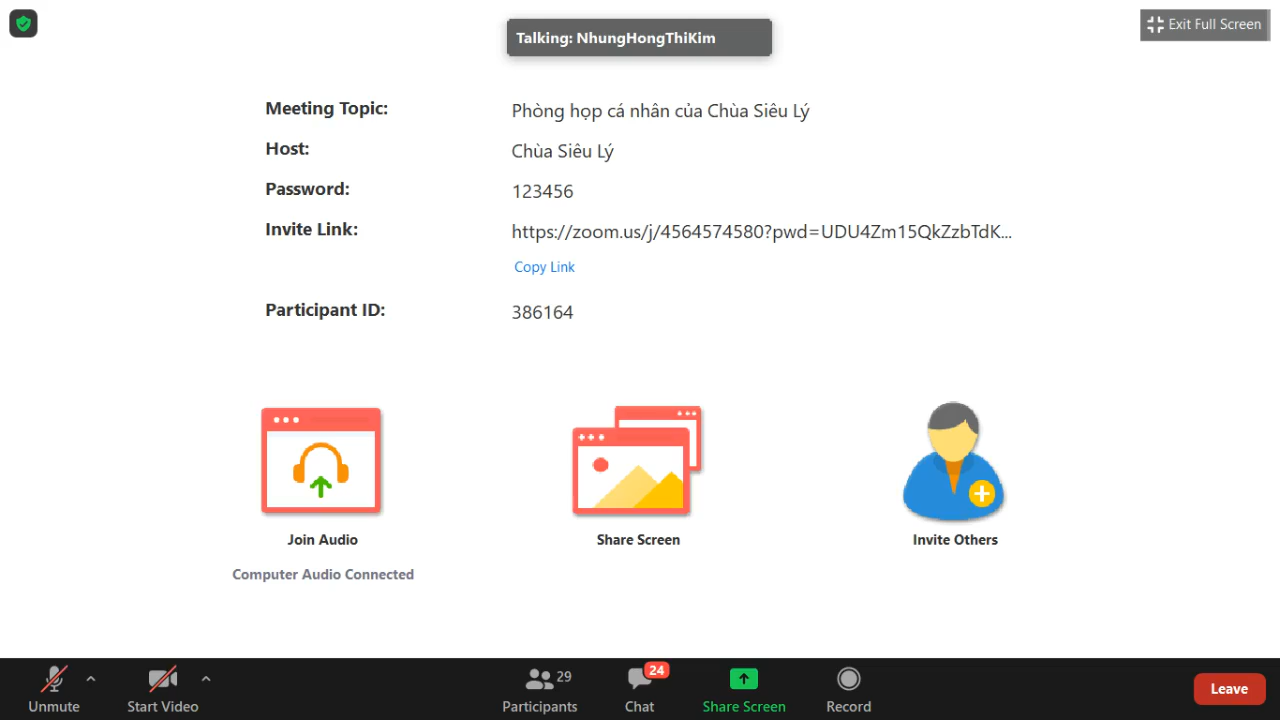 Talking: NhungHongThiKim
Exit Full Screen
Meeting Topic: Phòng họp cá nhân của Chùa Siêu Lý
Host: Chùa Siêu Lý
Password: 123456
Invite Link: https://zoom.us/j/4564574580?pwd=UDU4Zm15QkZzbTdK...
Copy Link
Participant ID: 386164
Join Audio
Share Screen
Invite Others
Computer Audio Connected
29
24
Unmute
Start Video
Participants
Chat
Share Screen
Record
Leave